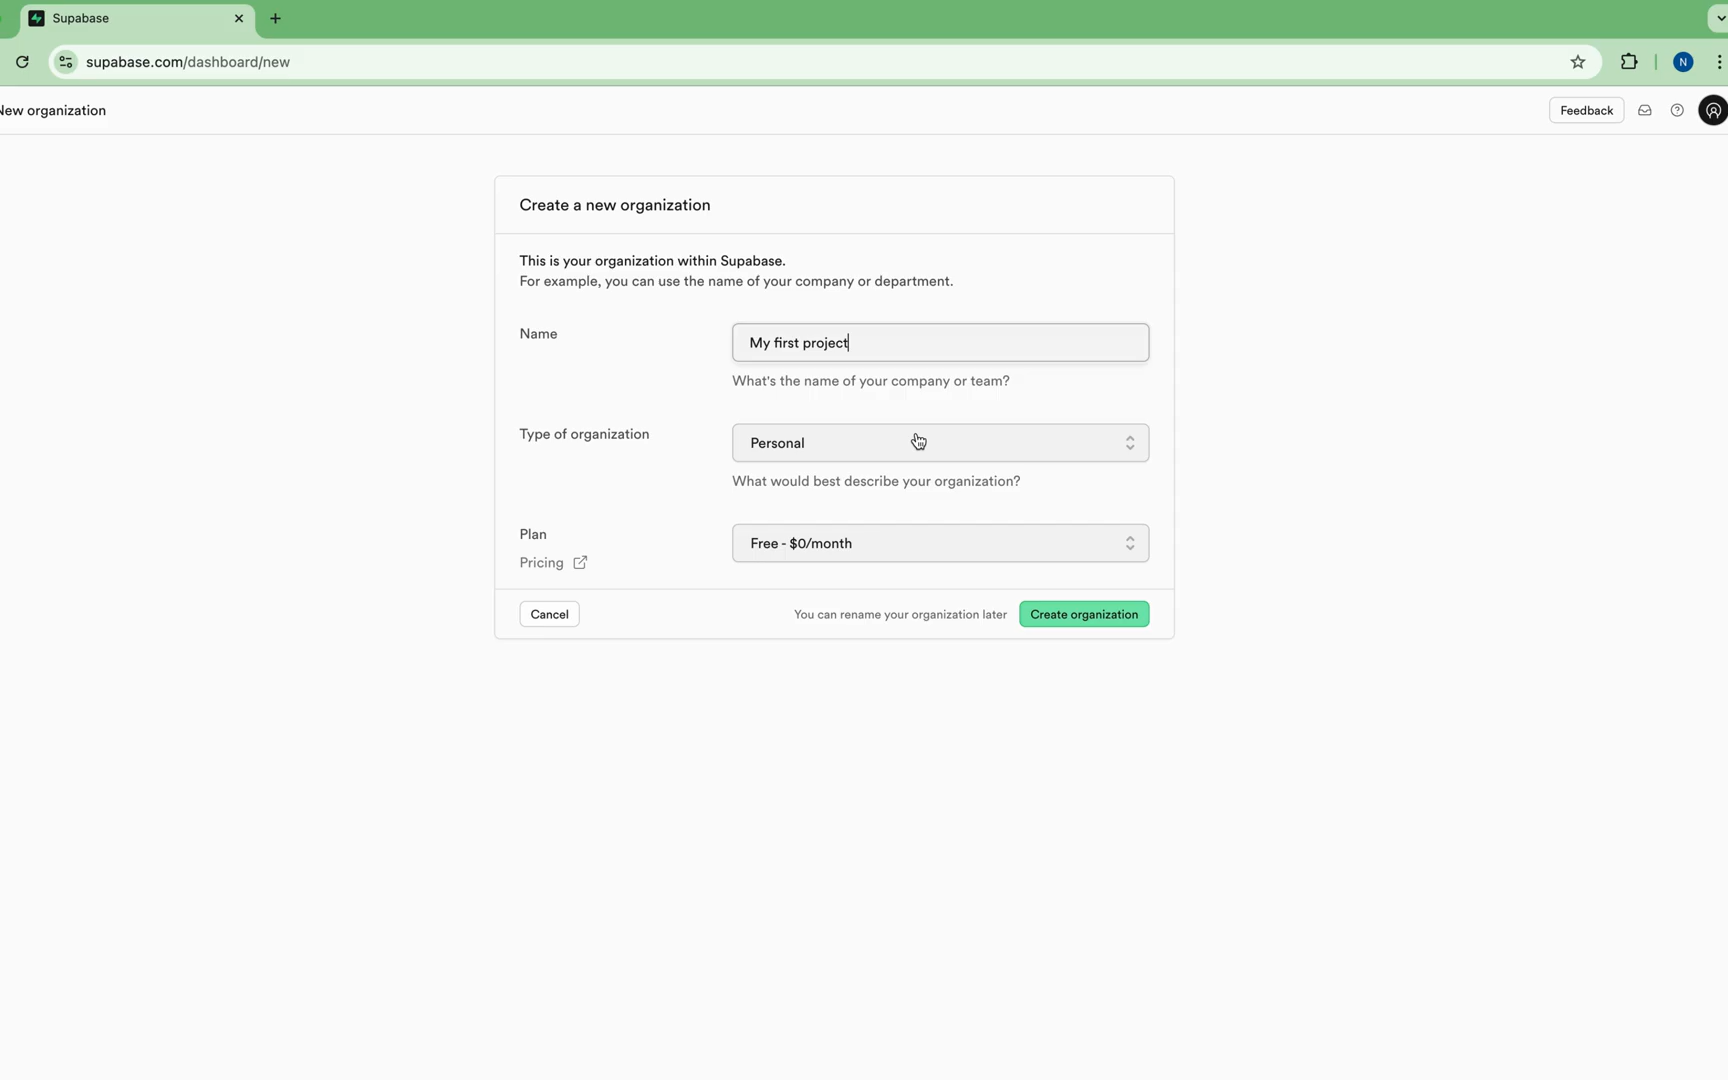 Supabase
supabase.com/dashboard/new
N
New organization
Feedback
Create a new organization
This is your organization within Supabase.
For example, you can use the name of your company or department.
Name
My first project
What's the name of your company or team?
Type of organization
Personal
What would best describe your organization?
Plan
Free - $0/month
Pricing
Cancel
You can rename your organization later
Create organization